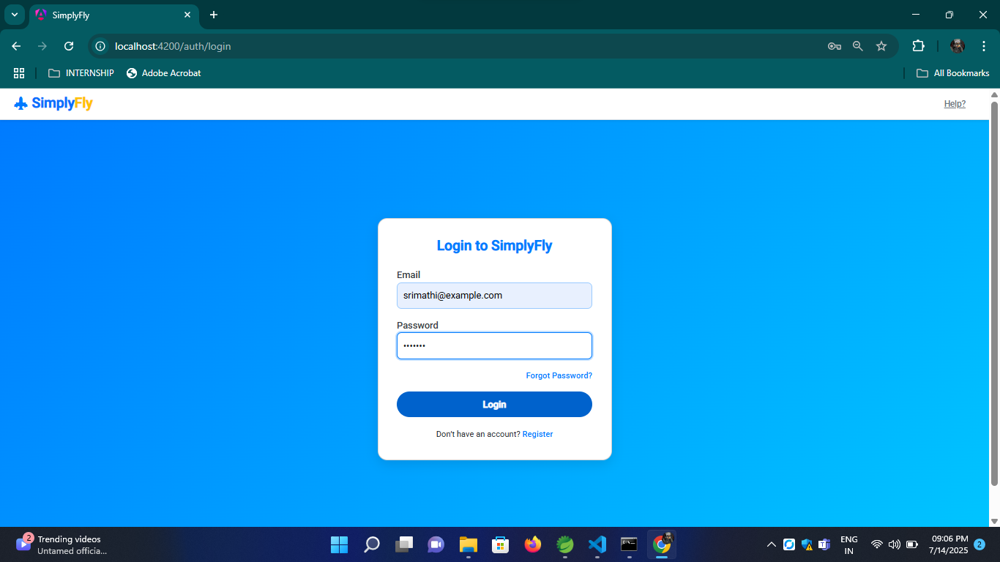 SimplyFly
localhost:4200/auth/login
INTERNSHIP
Adobe Acrobat
All Bookmarks
SimplyFly
Help?
Login to SimplyFly
Email
srimathi@example.com
Password
•••••••
Forgot Password?
Login
Don't have an account? Register
2
Trending videos
Untamed officia...
ENG
IN
09:06 PM
7/14/2025
2